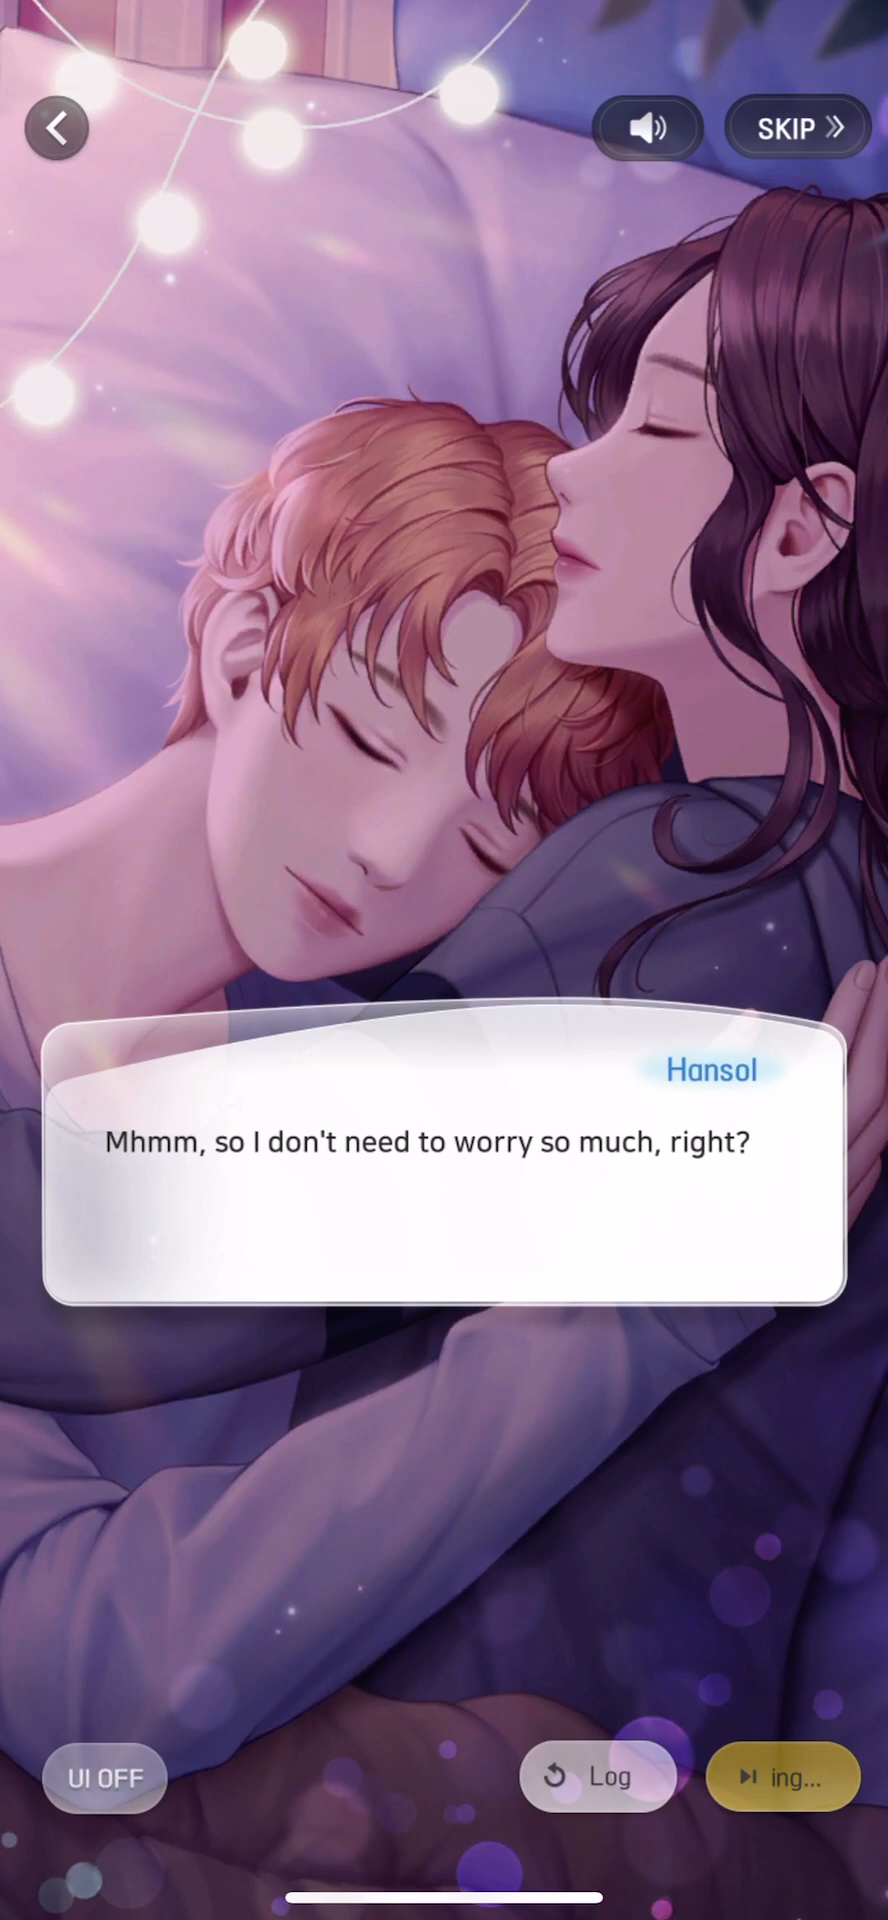 SKIP
Hansol
Mhmm, so I don't need to worry so much, right?
UI OFF
Log
ing...